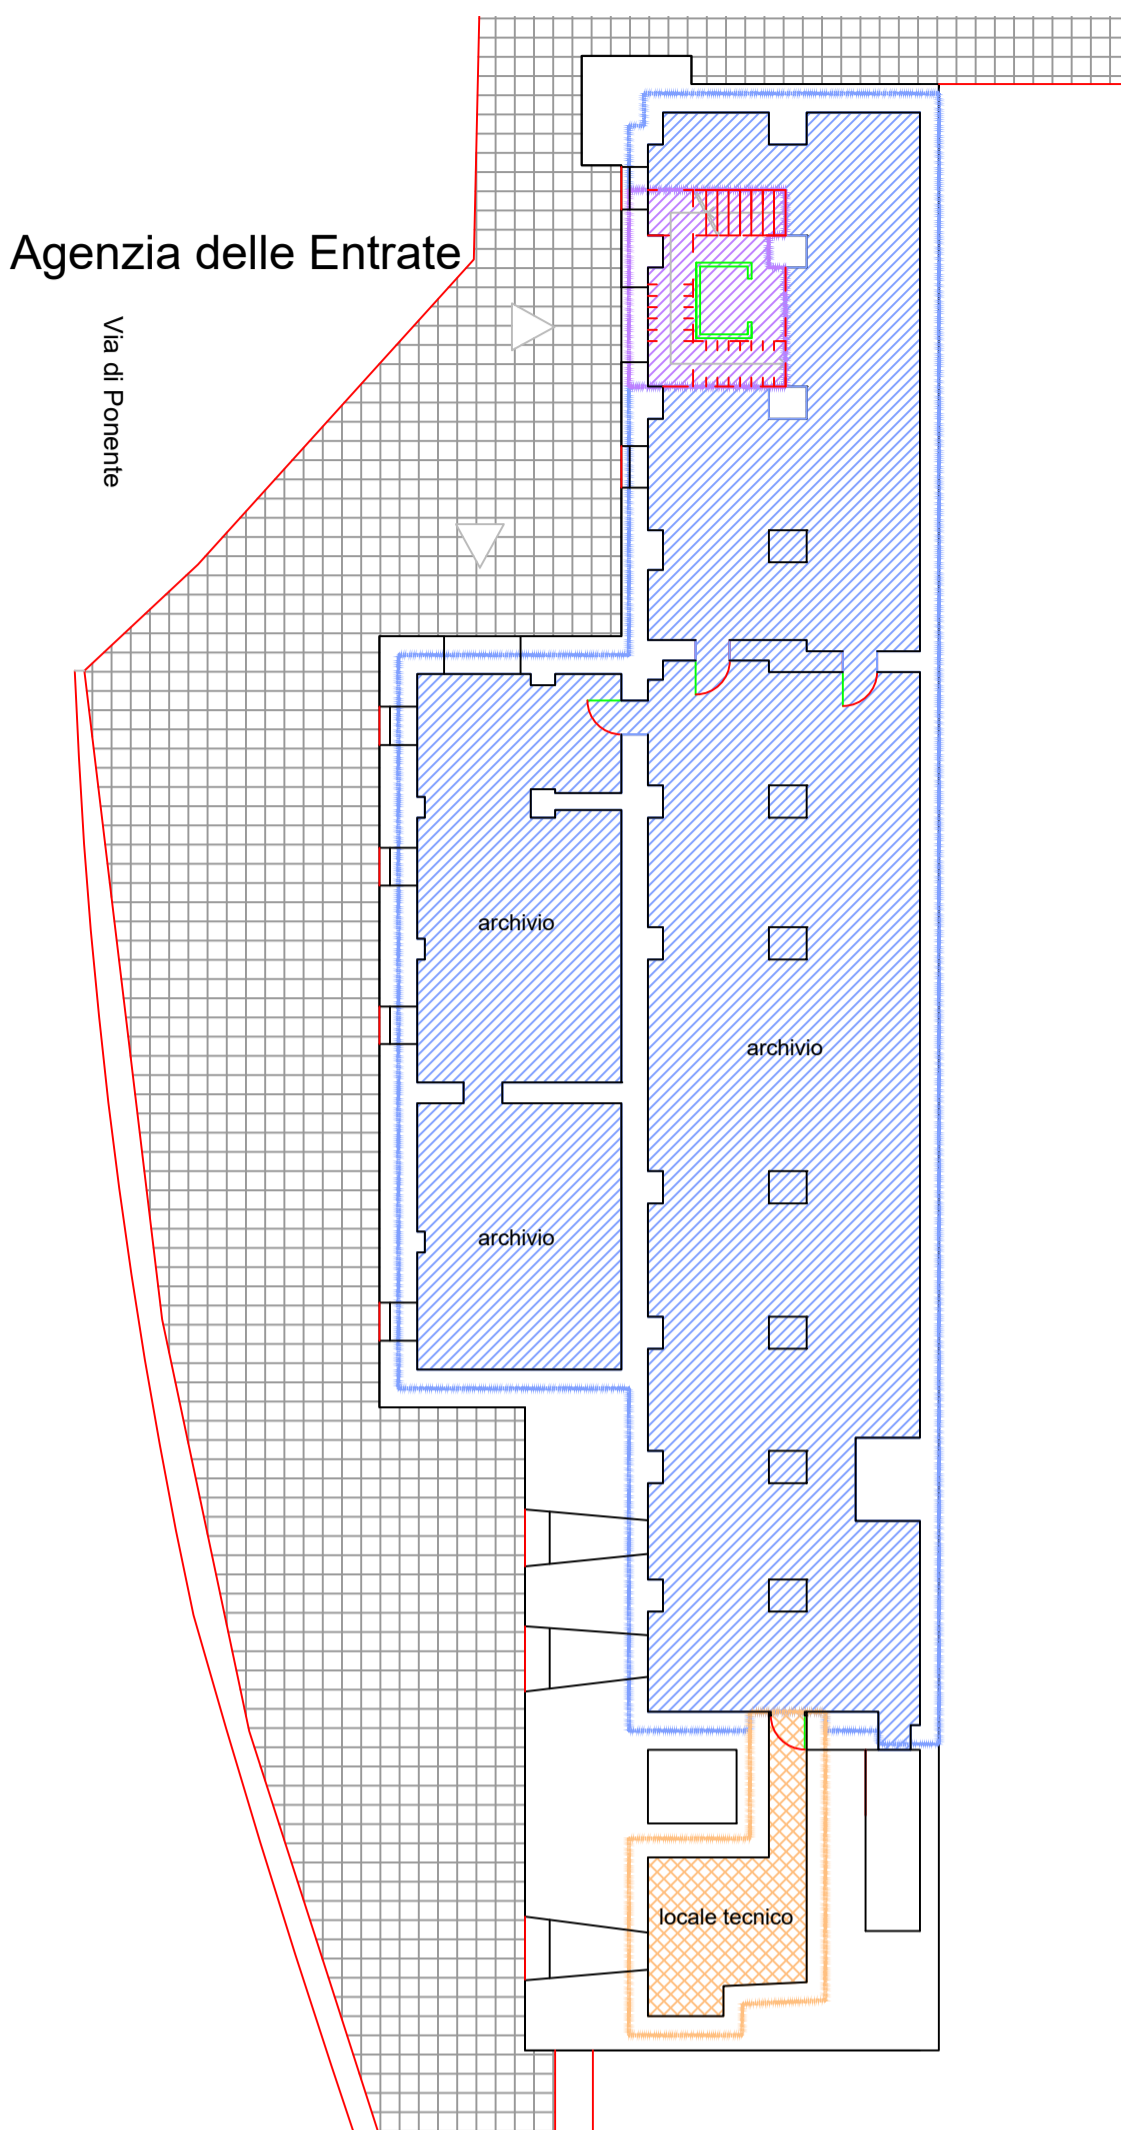 Agenzia delle Entrate
Via di Ponente
archivio
archivio
archivio
locale tecnico